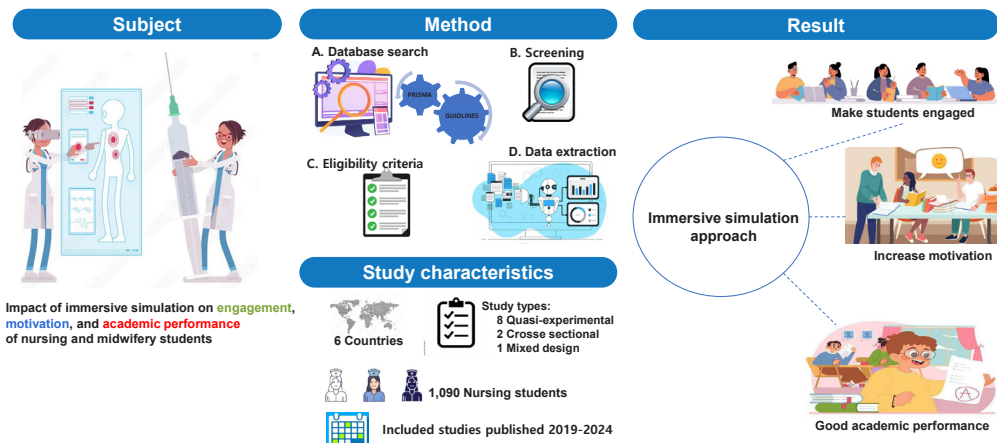 Subject
Impact of immersive simulation on engagement,
motivation, and academic performance
of nursing and midwifery students
Method
A. Database search
PRISMA
GUIDLINES
B. Screening
C. Eligibility criteria
D. Data extraction
Study characteristics
6 Countries
Study types:
8 Quasi-experimental
2 Crosse sectional
1 Mixed design
1,090 Nursing students
Included studies published 2019-2024
Result
Immersive simulation
approach
Make students engaged
Increase motivation
A
Good academic performance